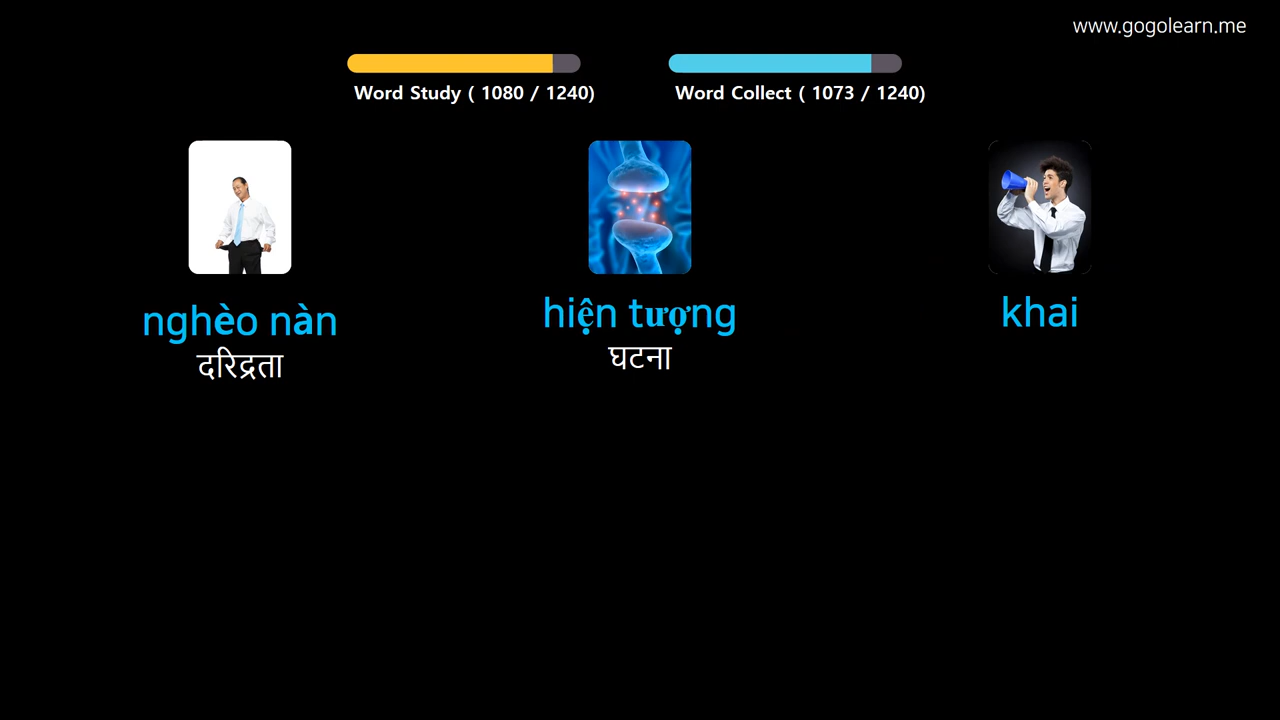 www.gogolearn.me
Word Study ( 1080 / 1240)
Word Collect ( 1073 / 1240)
nghèo nàn
दरिद्रता
hiện tượng
घटना
khai